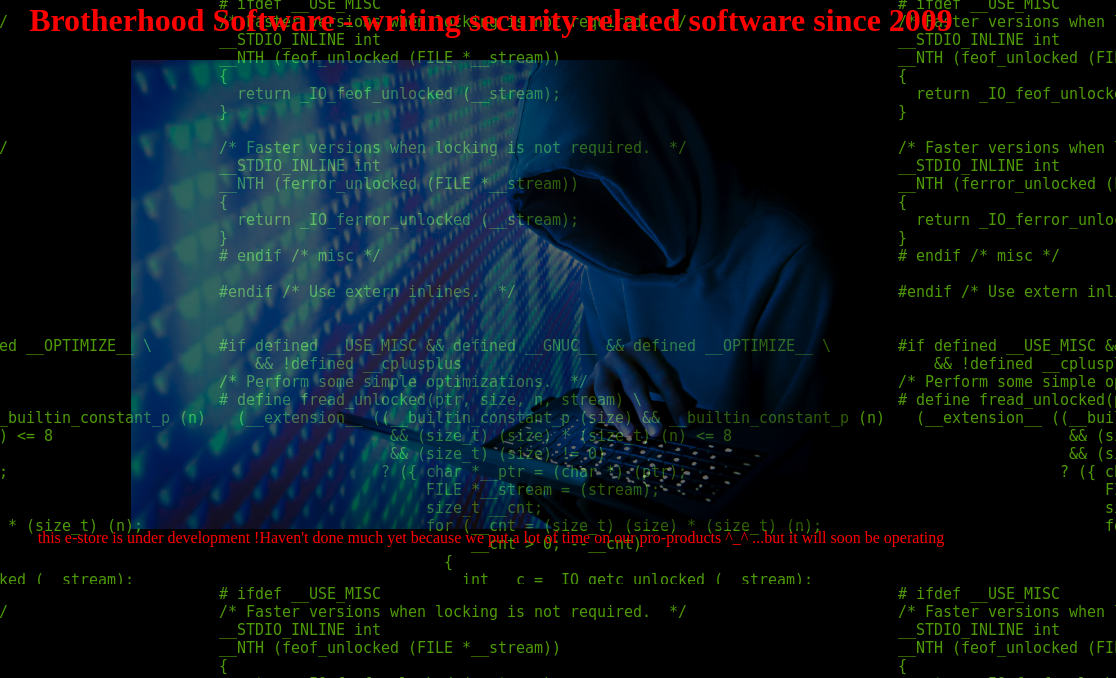 # ifdef __USE_MISC # ifdef __USE_MISC
Brotherhood Software - writing security related software since 2009
/ /* Faster versions when locking is not required. */ /* Faster versions when
__STDIO_INLINE int __STDIO_INLINE int
__NTH (feof_unlocked (FILE *__stream)) __NTH (feof_unlocked (FI
{ {
return _IO_feof_unlocked (__stream); return _IO_feof_unlock
} }
/ /* Faster versions when locking is not required. */ /* Faster versions when
__STDIO_INLINE int __STDIO_INLINE int
__NTH (ferror_unlocked (FILE *__stream)) __NTH (ferror_unlocked (
{ {
return _IO_ferror_unlocked (__stream); return _IO_ferror_unloc
} }
# endif /* misc */ # endif /* misc */
#endif /* Use extern inlines. */ #endif /* Use extern inl
ed __OPTIMIZE__ \ #if defined __USE_MISC && defined __GNUC__ && defined __OPTIMIZE__ \ #if defined __USE_MISC &
&& !defined __cplusplus && !defined __cplusp
/* Perform some simple optimizations. */ /* Perform some simple o
# define fread_unlocked(ptr, size, n, stream) \ # define fread_unlocked(
_builtin_constant_p (n) (__extension__ ((__builtin_constant_p (size) && __builtin_constant_p (n) (__extension__ ((__bui
) <= 8 && (size_t) (size) * (size_t) (n) <= 8 && (s
&& (size_t) (size) != 0) && (s
; ? ({ char *__ptr = (char *) (ptr); ? ({ c
FILE *__stream = (stream); F
size_t __cnt; s
* (size_t) (n); for (__cnt = (size_t) (size) * (size_t) (n); fo
this e-store is under development !Haven't done much yet because we put a lot of time on our pro-products ^_^ ...but it will soon be operating
__cnt > 0; --__cnt)
{
ked (__stream); int __c = _IO_getc_unlocked (__stream);
# ifdef __USE_MISC # ifdef __USE_MISC
/ /* Faster versions when locking is not required. */ /* Faster versions when
__STDIO_INLINE int __STDIO_INLINE int
__NTH (feof_unlocked (FILE *__stream)) __NTH (feof_unlocked (FI
{ {